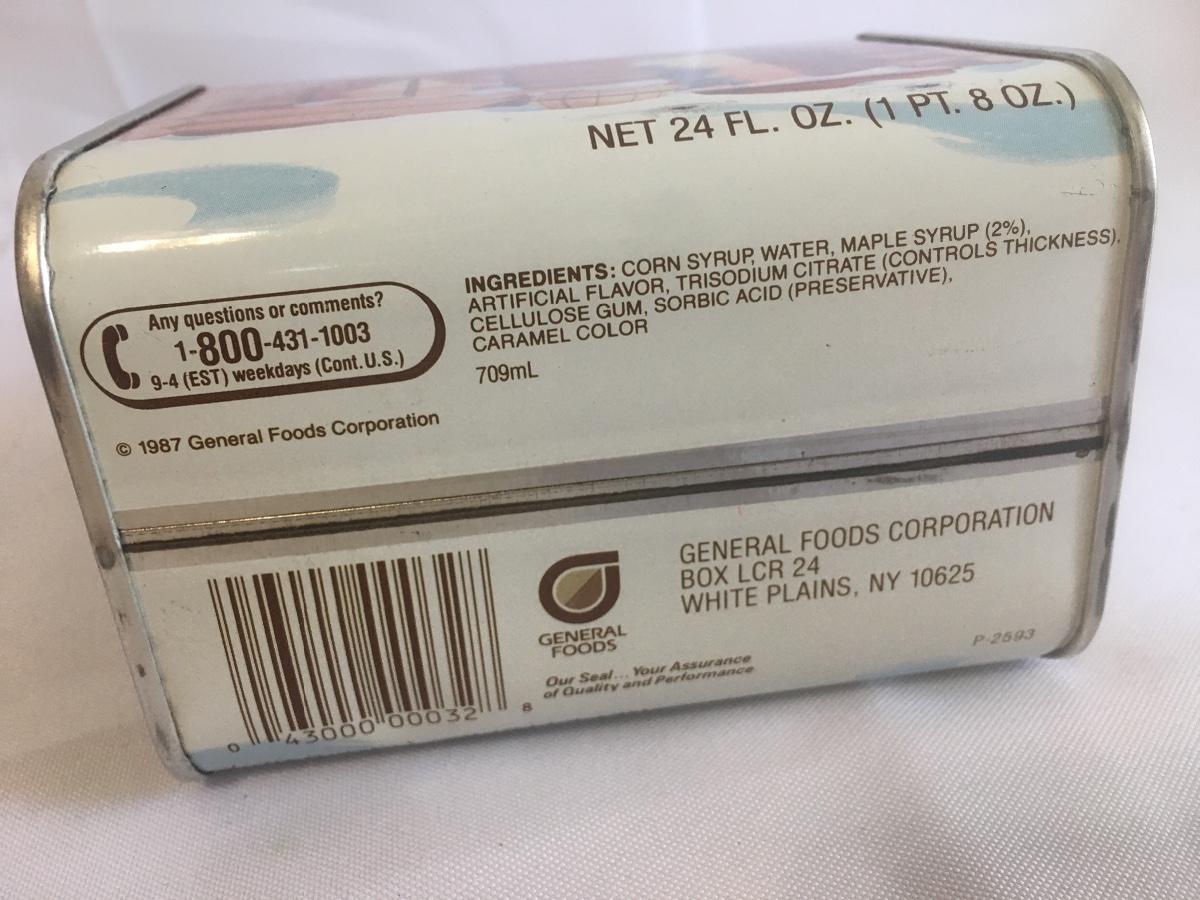 NET 24 FL. OZ. (1 PT. 8 OZ.)
Any questions or comments?
1-800-431-1003
9-4 (EST) weekdays (Cont.U.S.)
© 1987 General Foods Corporation
INGREDIENTS: CORN SYRUP, WATER, MAPLE SYRUP (2%),
ARTIFICIAL FLAVOR, TRISODIUM CITRATE (CONTROLS THICKNESS),
CELLULOSE GUM, SORBIC ACID (PRESERVATIVE),
CARAMEL COLOR
709mL
0 43000 00032 8
GENERAL
FOODS
Our Seal... Your Assurance
of Quality and Performance
GENERAL FOODS CORPORATION
BOX LCR 24
WHITE PLAINS, NY 10625
P-2593